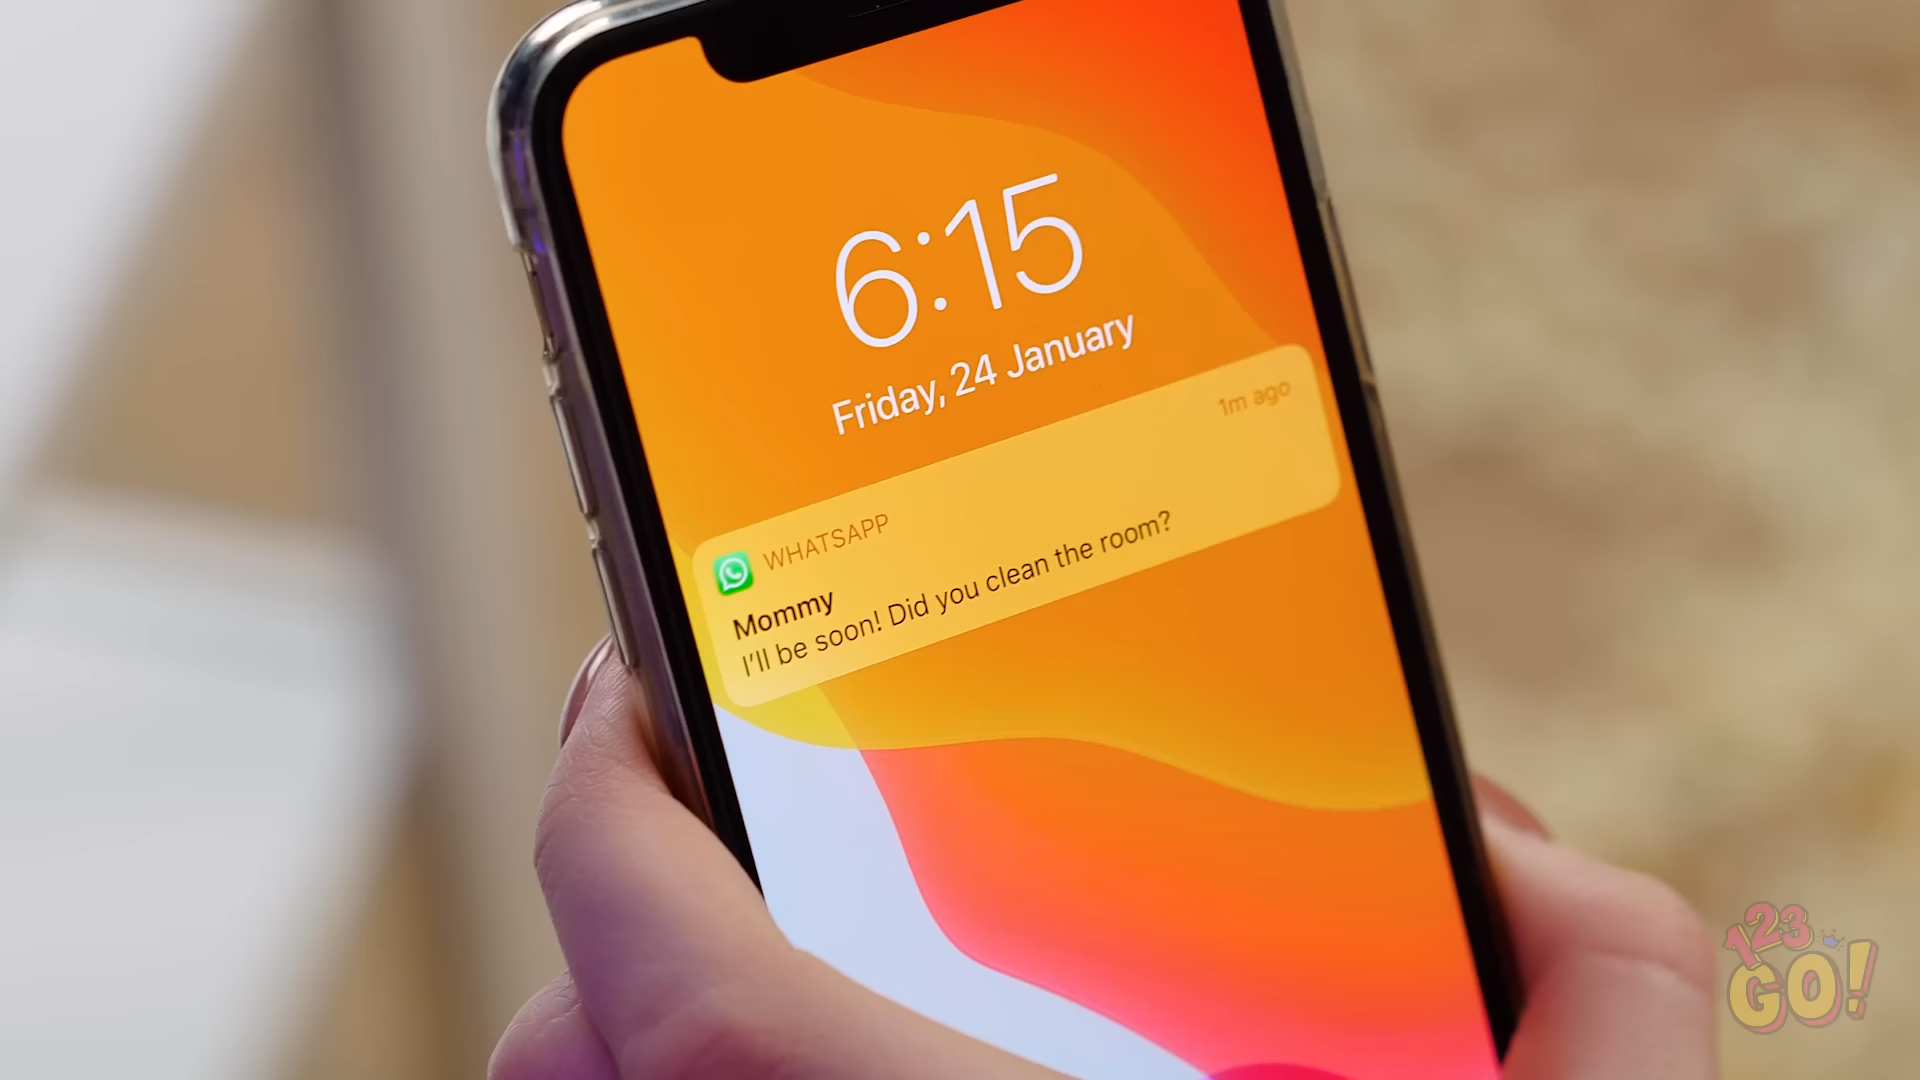 6:15
Friday, 24 January
1m ago
WHATSAPP
Mommy
I'll be soon! Did you clean the room?
123
GO!